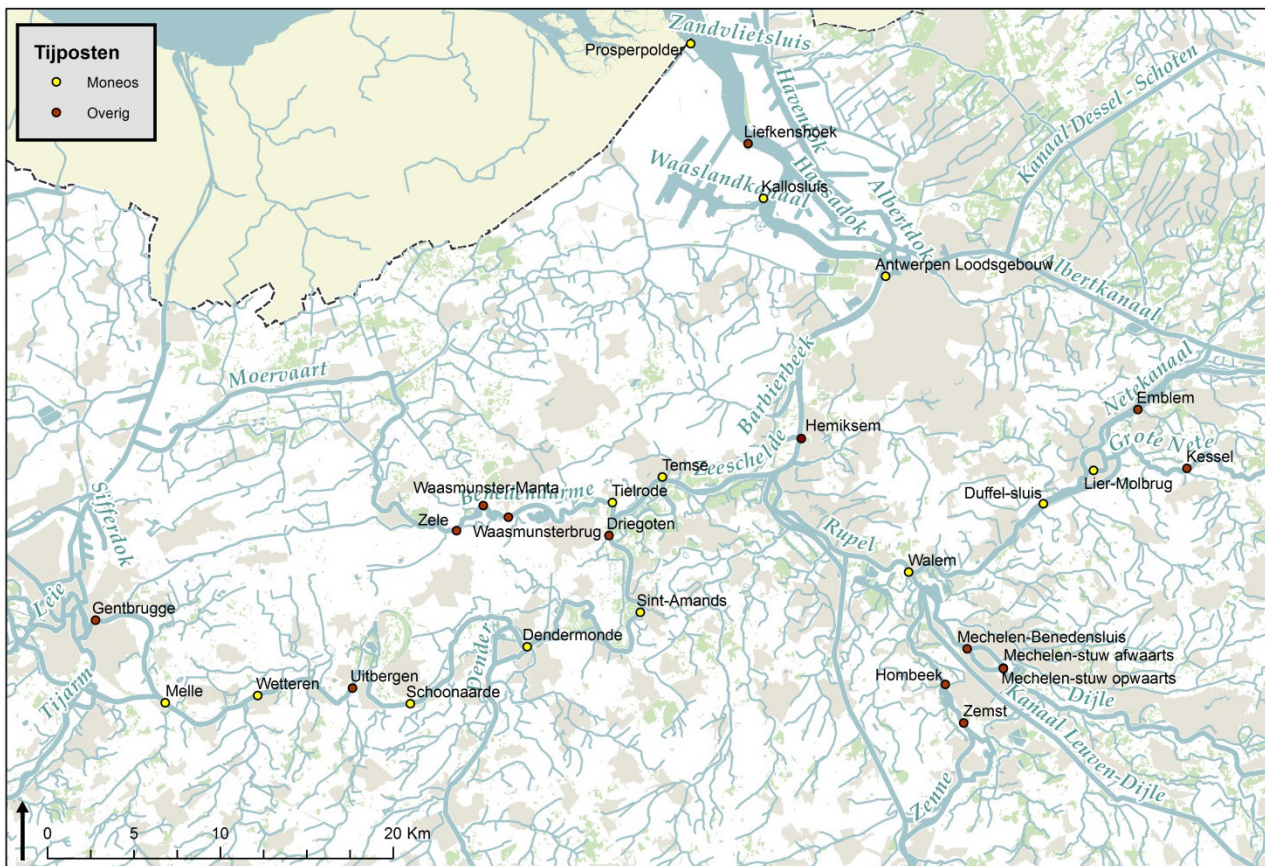 Tijposten
Moneos
Overig
Prosperpolder
Zandvlietsluis
Havendok
Kanaal Dessel - Schoten
Liefkenshoek
Waaslandkanaal
Kallosluis
Hansadok
Albertdok
Antwerpen Loodsgebouw
Albertkanaal
Moervaart
Barbierbeek
Netekanaal
Emblem
Hemiksem
Grote Nete
Kessel
Zeeschelde
Temse
Lier-Molbrug
Waasmunster-Manta
Benedendurme
Tielrode
Duffel-sluis
Sifferdok
Zele
Waasmunsterbrug
Driegoten
Rupel
Walem
Leie
Gentbrugge
Sint-Amands
Dendermonde
Mechelen-Benedensluis
Mechelen-stuw afwaarts
Mechelen-stuw opwaarts
Dender
Uitbergen
Hombeek
Tijarm
Melle
Wetteren
Schoonaarde
Dijle
Zemst
Kanaal Leuven-Dijle
Zenne
0 5 10 20 Km